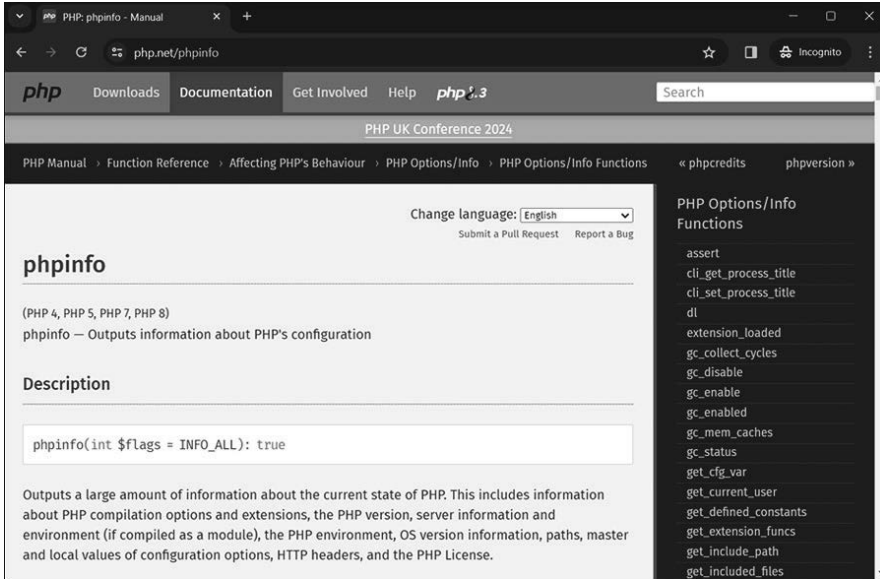 php PHP: phpinfo - Manual
php.net/phpinfo
Incognito
php Downloads Documentation Get Involved Help php8.3 Search
PHP UK Conference 2024
PHP Manual › Function Reference › Affecting PHP's Behaviour › PHP Options/Info › PHP Options/Info Functions
« phpcredits phpversion »
Change language: English
Submit a Pull Request Report a Bug
phpinfo
(PHP 4, PHP 5, PHP 7, PHP 8)
phpinfo — Outputs information about PHP's configuration
Description
phpinfo(int $flags = INFO_ALL): true
Outputs a large amount of information about the current state of PHP. This includes information
about PHP compilation options and extensions, the PHP version, server information and
environment (if compiled as a module), the PHP environment, OS version information, paths, master
and local values of configuration options, HTTP headers, and the PHP License.
PHP Options/Info
Functions
assert
cli_get_process_title
cli_set_process_title
dl
extension_loaded
gc_collect_cycles
gc_disable
gc_enable
gc_enabled
gc_mem_caches
gc_status
get_cfg_var
get_current_user
get_defined_constants
get_extension_funcs
get_include_path
get_included_files